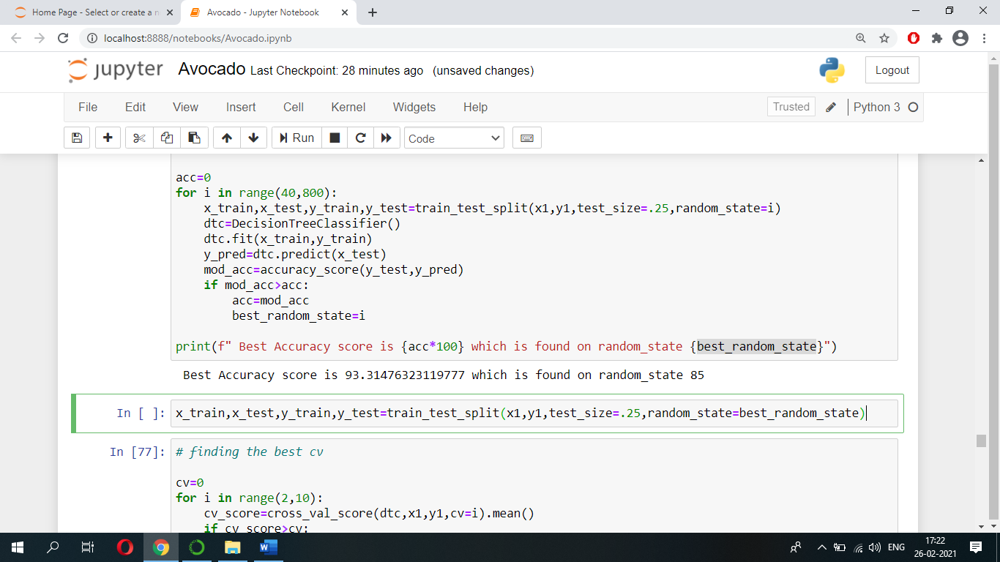 Home Page - Select or create a n
Avocado - Jupyter Notebook
localhost:8888/notebooks/Avocado.ipynb
jupyter Avocado Last Checkpoint: 28 minutes ago (unsaved changes)
Logout
File Edit View Insert Cell Kernel Widgets Help
Trusted
Python 3
Run
Code
acc=0
for i in range(40,800):
    x_train,x_test,y_train,y_test=train_test_split(x1,y1,test_size=.25,random_state=i)
    dtc=DecisionTreeClassifier()
    dtc.fit(x_train,y_train)
    y_pred=dtc.predict(x_test)
    mod_acc=accuracy_score(y_test,y_pred)
    if mod_acc>acc:
        acc=mod_acc
        best_random_state=i
print(f" Best Accuracy score is {acc*100} which is found on random_state {best_random_state}")
Best Accuracy score is 93.31476323119777 which is found on random_state 85
In [ ]: x_train,x_test,y_train,y_test=train_test_split(x1,y1,test_size=.25,random_state=best_random_state)
In [77]: # finding the best cv
cv=0
for i in range(2,10):
    cv_score=cross_val_score(dtc,x1,y1,cv=i).mean()
    if cv_score>cv:
ENG
17:22
26-02-2021